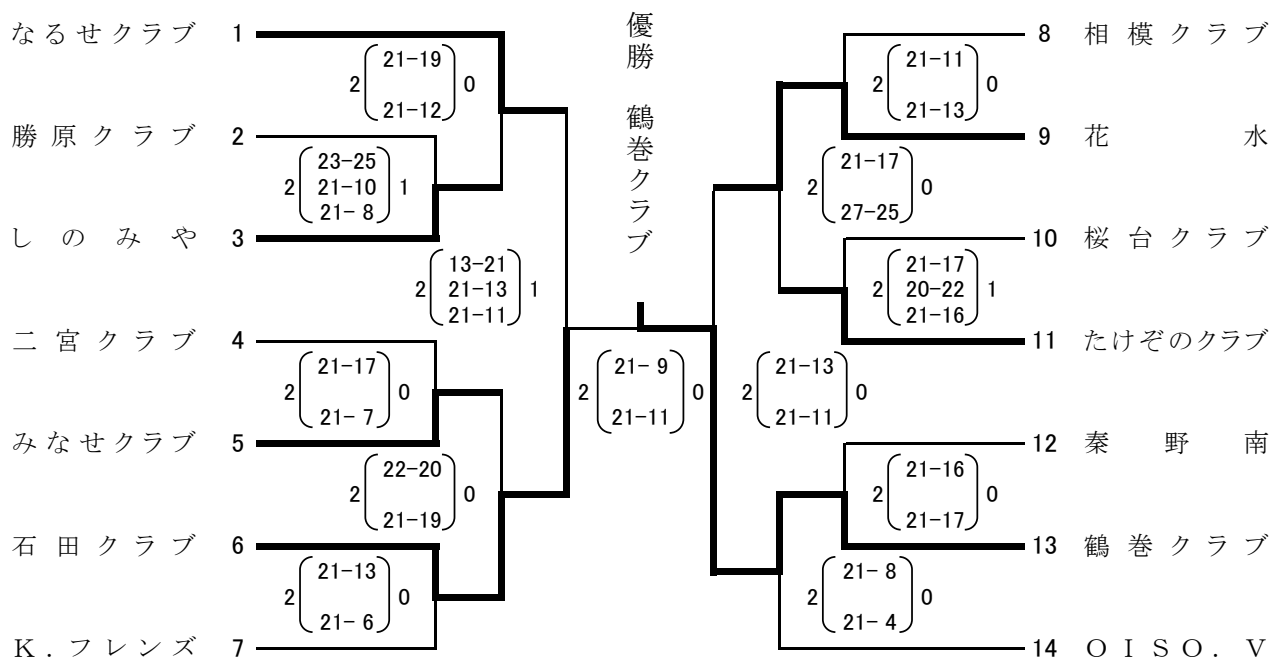 なるせクラブ 1
2 21-19 0
21-12
勝原クラブ 2
23-25
2 21-10 1
21- 8
しのみや 3
13-21
2 21-13 1
21-11
二宮クラブ 4
21-17
2 0
21- 7
みなせクラブ 5
22-20
2 0
21-19
石田クラブ 6
21-13
2 0
21- 6
K.フレンズ 7
優勝 鶴巻クラブ
21- 9
2 0
21-11
8 相模クラブ
21-11
2 0
21-13
9 花水
21-17
2 0
27-25
10 桜台クラブ
21-17
2 20-22 1
21-16
11 たけぞのクラブ
21-13
2 0
21-11
12 秦野南
21-16
2 0
21-17
13 鶴巻クラブ
21- 8
2 0
21- 4
14 OISO.V